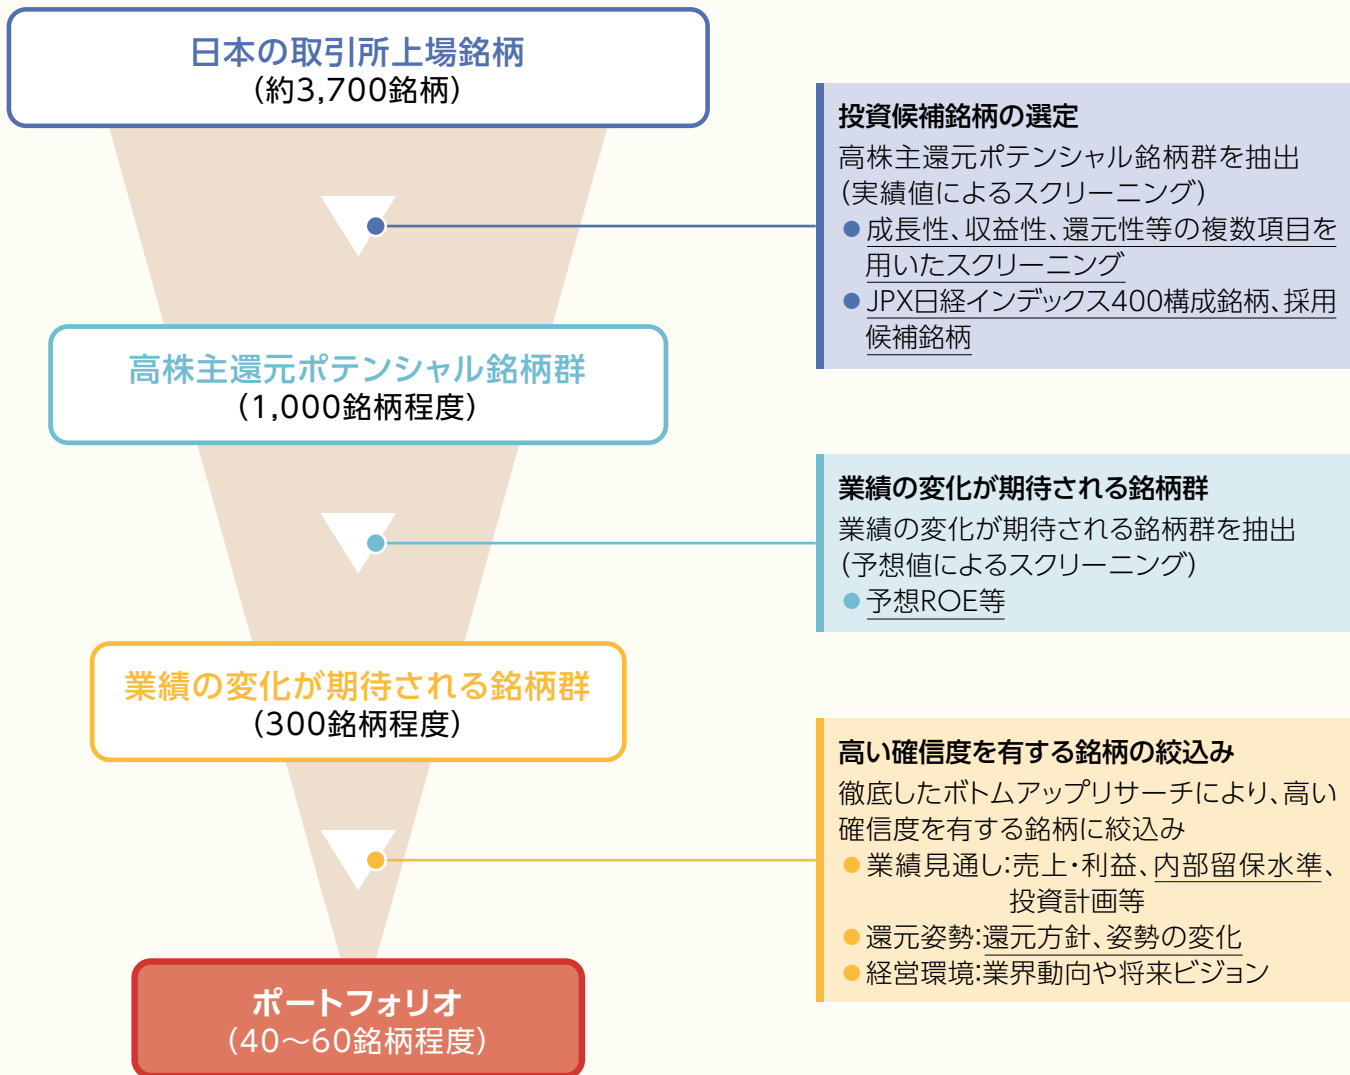 日本の取引所上場銘柄
(約3,700銘柄)
投資候補銘柄の選定
高株主還元ポテンシャル銘柄群を抽出
(実績値によるスクリーニング)
●成長性、収益性、還元性等の複数項目を
用いたスクリーニング
●JPX日経インデックス400構成銘柄、採用
候補銘柄
高株主還元ポテンシャル銘柄群
(1,000銘柄程度)
業績の変化が期待される銘柄群
業績の変化が期待される銘柄群を抽出
(予想値によるスクリーニング)
●予想ROE等
業績の変化が期待される銘柄群
(300銘柄程度)
高い確信度を有する銘柄の絞込み
徹底したボトムアップリサーチにより、高い
確信度を有する銘柄に絞込み
●業績見通し:売上・利益、内部留保水準、
投資計画等
●還元姿勢:還元方針、姿勢の変化
●経営環境:業界動向や将来ビジョン
ポートフォリオ
(40〜60銘柄程度)